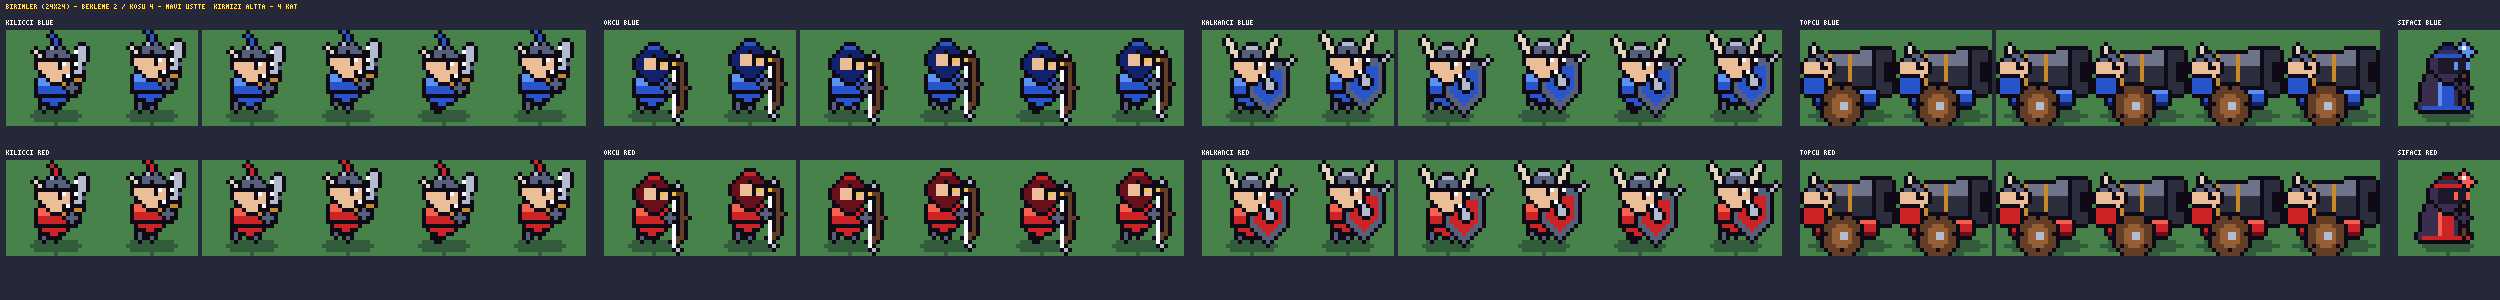 BIRIMLER (24X24) - BEKLEME 2 / KOSU 4 - MAVI USTTE  KIRMIZI ALTTA - 4 KAT
KILICCI BLUE
OKCU BLUE
KALKANCI BLUE
TOPCU BLUE
SIFACI BLUE
KILICCI RED
OKCU RED
KALKANCI RED
TOPCU RED
SIFACI RED